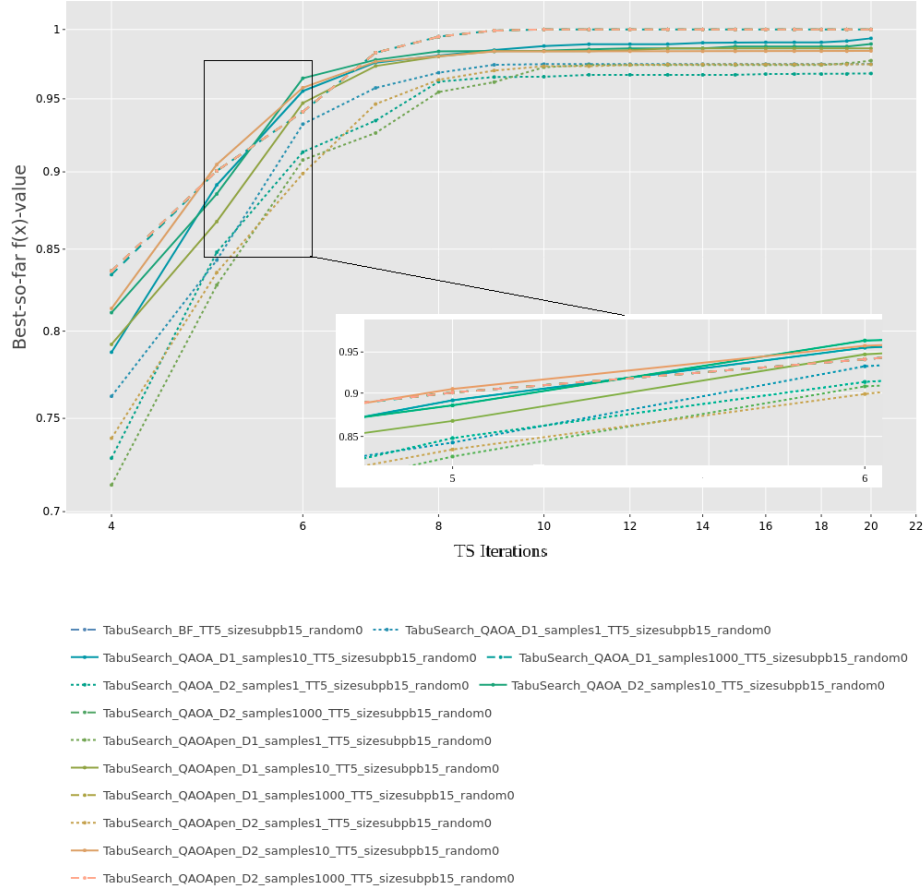 1
0.95
0.9
0.85
0.8
0.75
0.7
Best-so-far f(x)-value
0.95
0.9
0.85
5
6
4
6
8
10
12
14
16
18
20
22
TS Iterations
TabuSearch_BF_TT5_sizesubpb15_random0 TabuSearch_QAOA_D1_samples1_TT5_sizesubpb15_random0
TabuSearch_QAOA_D1_samples10_TT5_sizesubpb15_random0 TabuSearch_QAOA_D1_samples1000_TT5_sizesubpb15_random0
TabuSearch_QAOA_D2_samples1_TT5_sizesubpb15_random0 TabuSearch_QAOA_D2_samples10_TT5_sizesubpb15_random0
TabuSearch_QAOA_D2_samples1000_TT5_sizesubpb15_random0
TabuSearch_QAOApen_D1_samples1_TT5_sizesubpb15_random0
TabuSearch_QAOApen_D1_samples10_TT5_sizesubpb15_random0
TabuSearch_QAOApen_D1_samples1000_TT5_sizesubpb15_random0
TabuSearch_QAOApen_D2_samples1_TT5_sizesubpb15_random0
TabuSearch_QAOApen_D2_samples10_TT5_sizesubpb15_random0
TabuSearch_QAOApen_D2_samples1000_TT5_sizesubpb15_random0